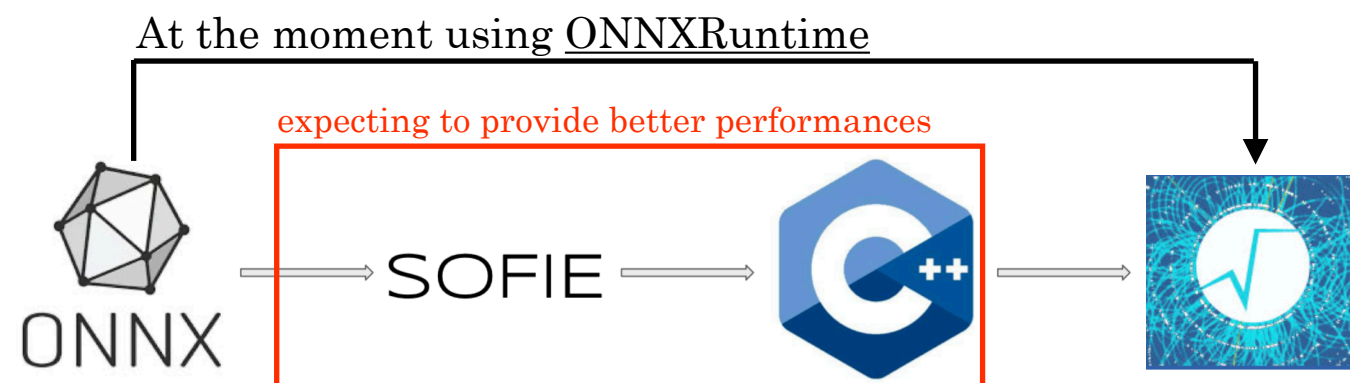 At the moment using ONNXRuntime
expecting to provide better performances
ONNX
SOFIE
C++